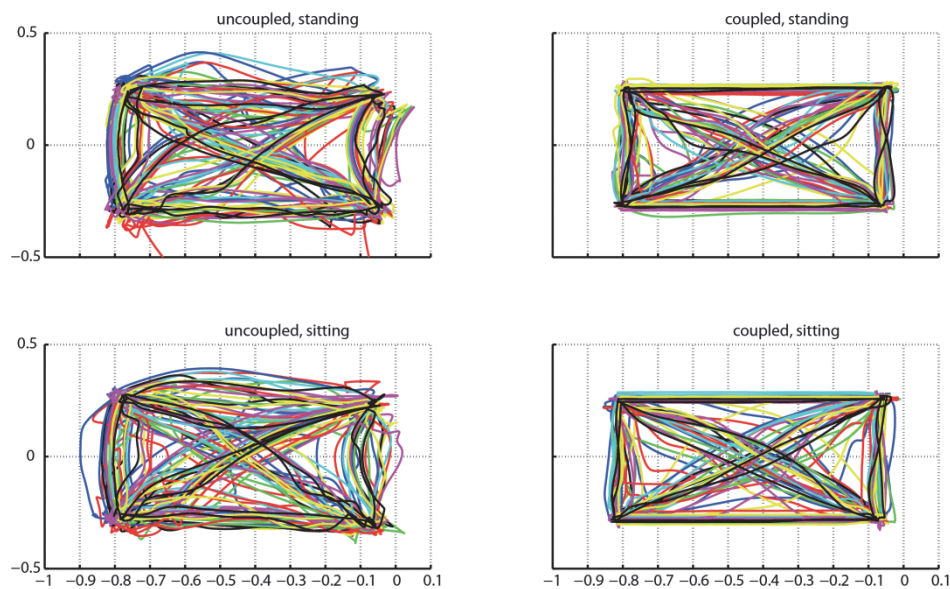 uncoupled, standing
coupled, standing
0.5
0
−0.5
uncoupled, sitting
coupled, sitting
0.5
0
−0.5
−1 −0.9 −0.8 −0.7 −0.6 −0.5 −0.4 −0.3 −0.2 −0.1 0 0.1
−1 −0.9 −0.8 −0.7 −0.6 −0.5 −0.4 −0.3 −0.2 −0.1 0 0.1